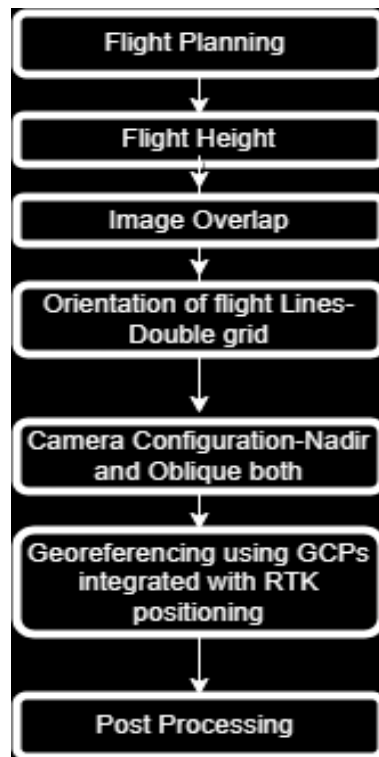 Flight Planning
Flight Height
Image Overlap
Orientation of flight Lines-
Double grid
Camera Configuration-Nadir
and Oblique both
Georeferencing using GCPs
integrated with RTK
positioning
Post Processing